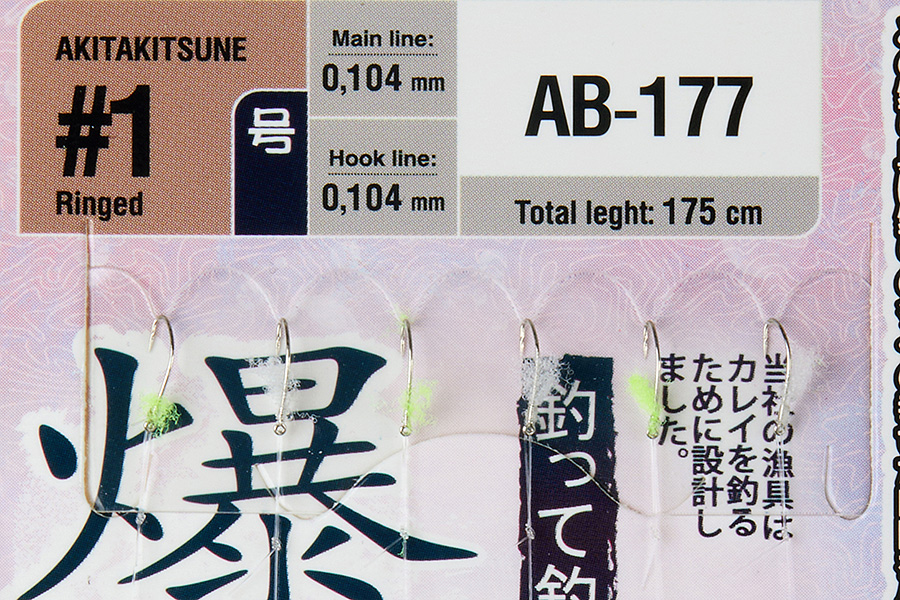 AKITAKITSUNE
#1
Ringed
号
Main line:
0,104 mm
Hook line:
0,104 mm
AB-177
Total leght: 175 cm
爆
釣って釣
当社の漁具は
カレイを釣る
ために設計し
ました。